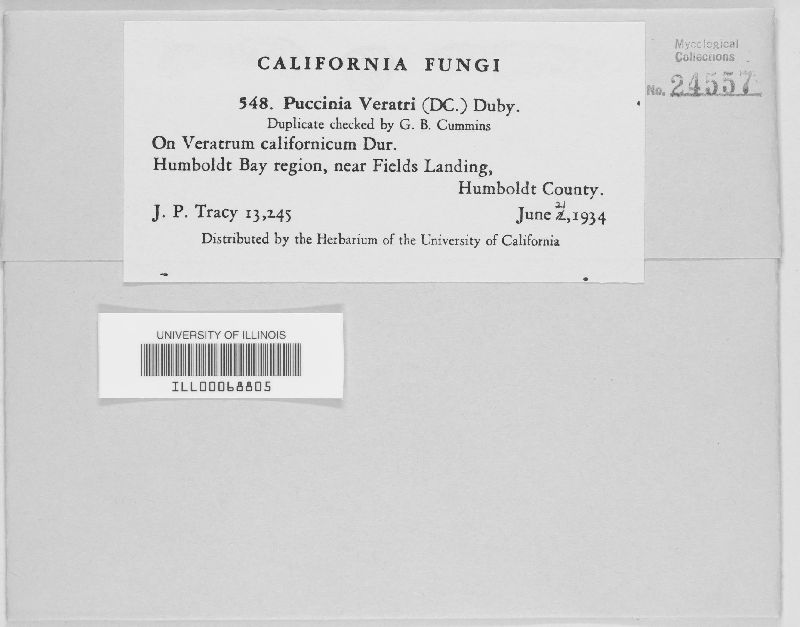 CALIFORNIA FUNGI
548. Puccinia Veratri (DC.) Duby.
Duplicate checked by G. B. Cummins
On Veratrum californicum Dur.
Humboldt Bay region, near Fields Landing,
Humboldt County.
J. P. Tracy 13,245
June 21, 1934
Distributed by the Herbarium of the University of California
Mycological
Collections
No. 24557
UNIVERSITY OF ILLINOIS
ILL00068805